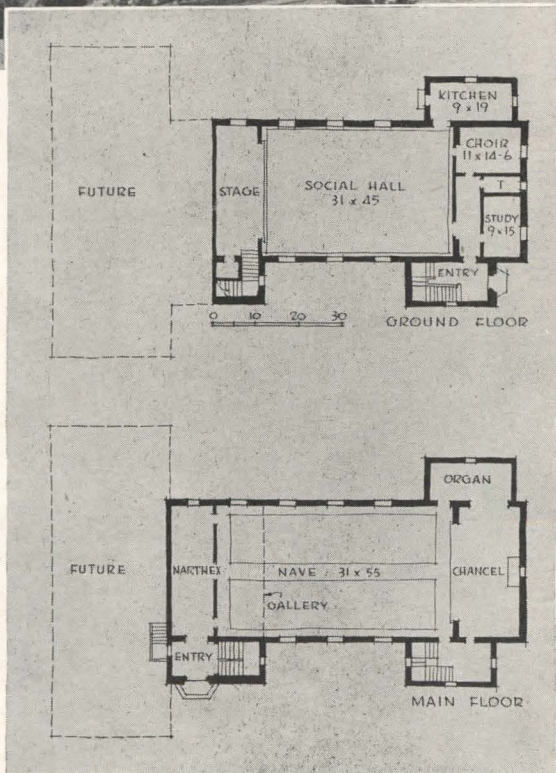 KITCHEN
9 x 19
CHOIR
11 x 14-6
FUTURE
STAGE
SOCIAL HALL
31 x 45
T
STUDY
9 x 15
ENTRY
0 10 20 30
GROUND FLOOR
ORGAN
FUTURE
NARTHEX
NAVE : 31 x 55
CHANCEL
GALLERY
ENTRY
MAIN FLOOR